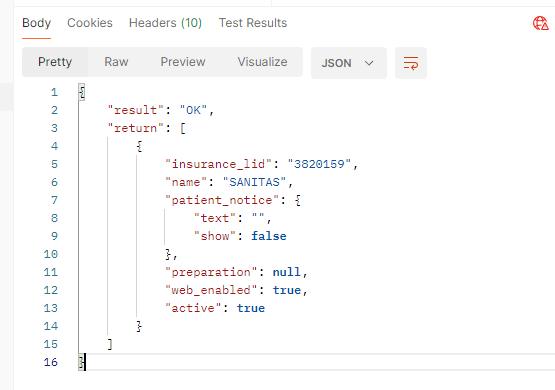 Body Cookies Headers (10) Test Results
Pretty Raw Preview Visualize JSON
1 {
2 "result": "OK",
3 "return": [
4 {
5 "insurance_lid": "3820159",
6 "name": "SANITAS",
7 "patient_notice": {
8 "text": "",
9 "show": false
10 },
11 "preparation": null,
12 "web_enabled": true,
13 "active": true
14 }
15 ]
16 }